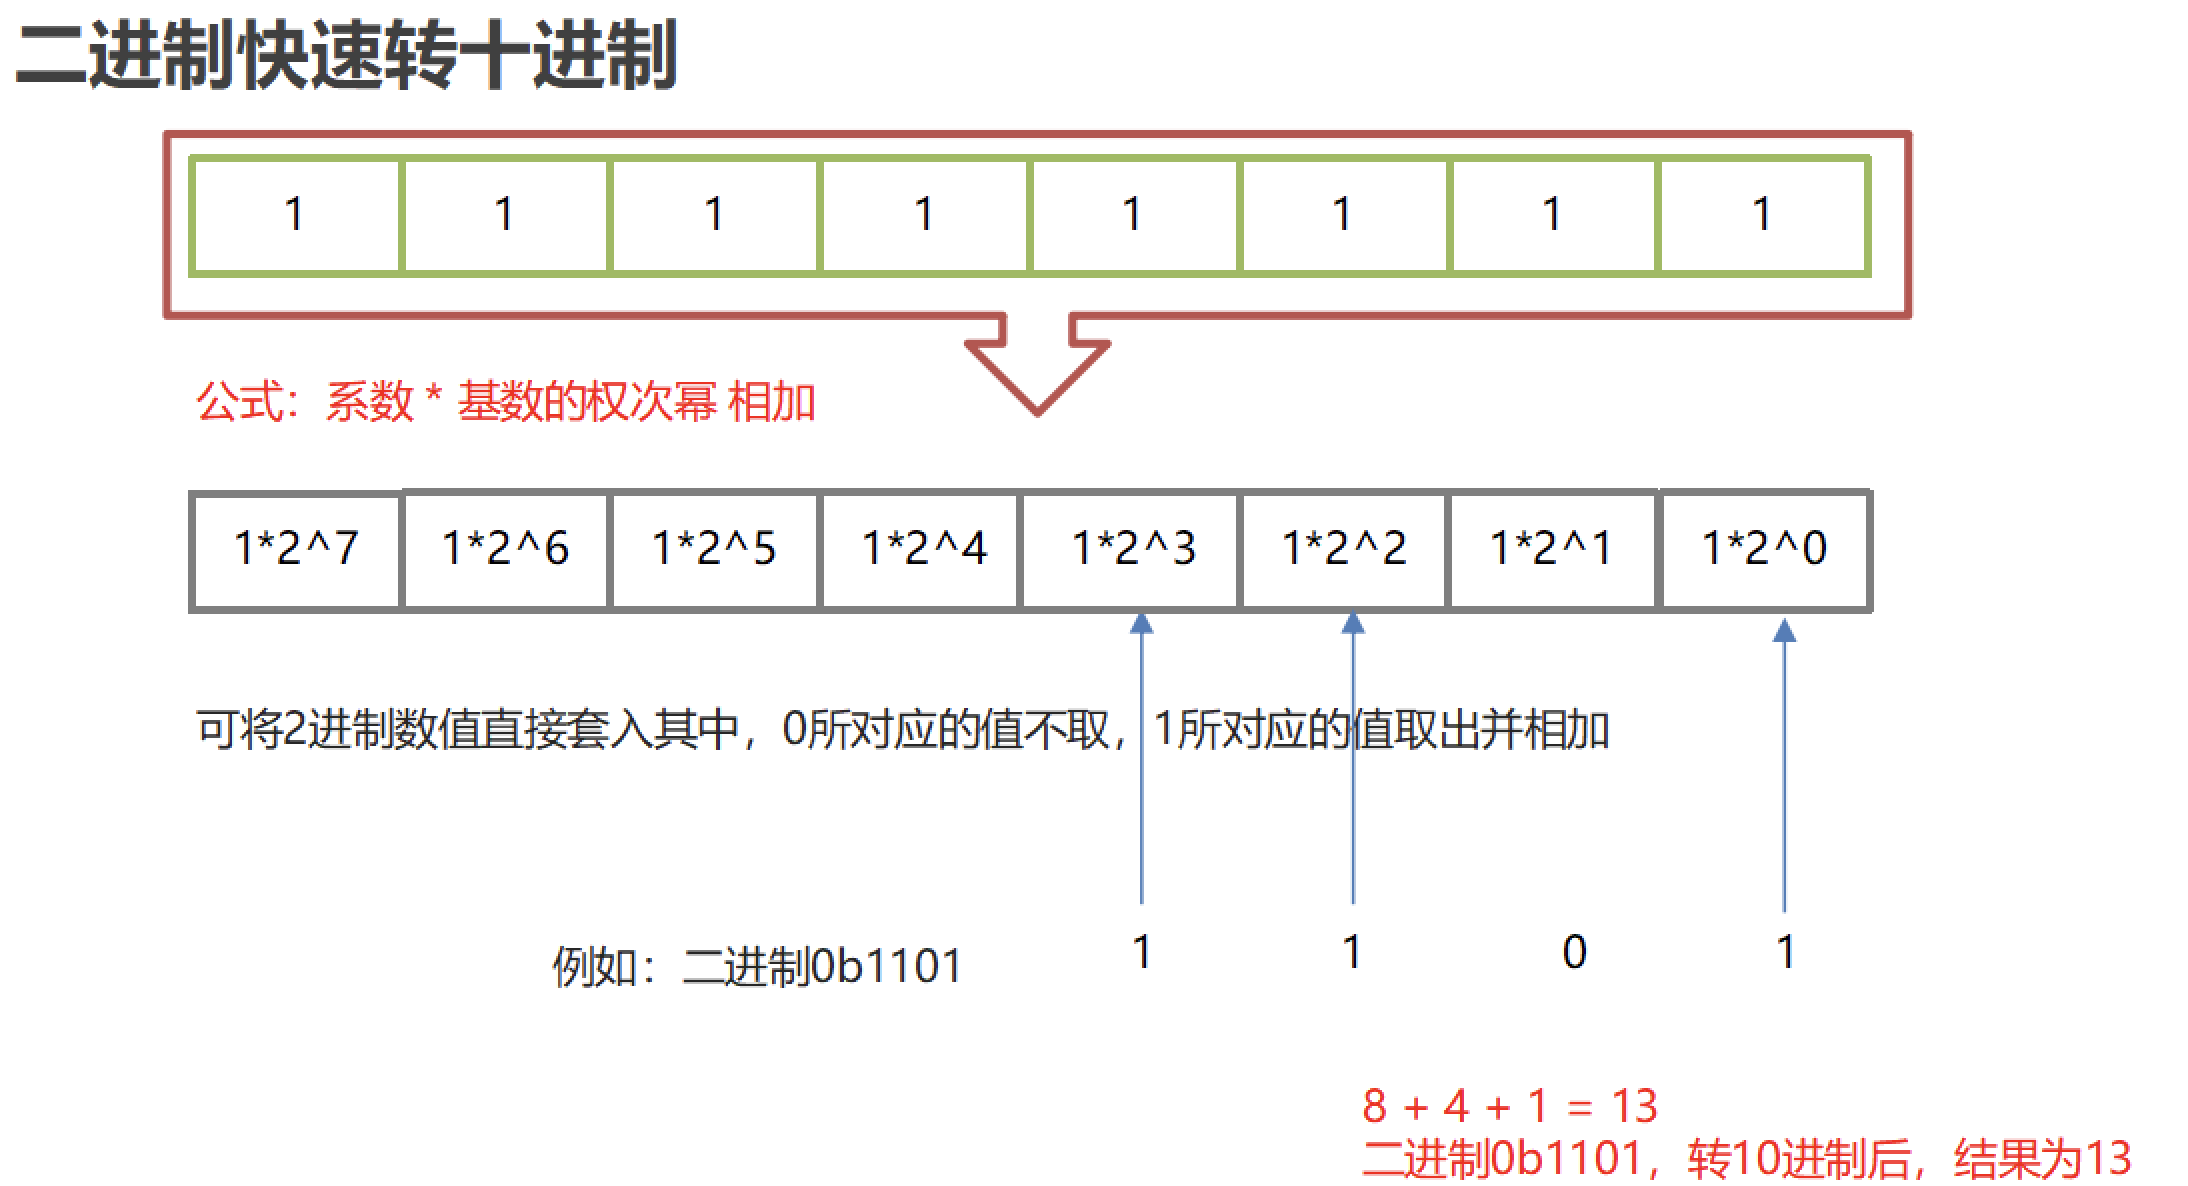 二进制快速转十进制
1 1 1 1 1 1 1 1
公式：系数 * 基数的权次幂 相加
1*2^7 1*2^6 1*2^5 1*2^4 1*2^3 1*2^2 1*2^1 1*2^0
可将2进制数值直接套入其中，0所对应的值不取，1所对应的值取出并相加
例如：二进制0b1101 1 1 0 1
8 + 4 + 1 = 13
二进制0b1101，转10进制后，结果为13